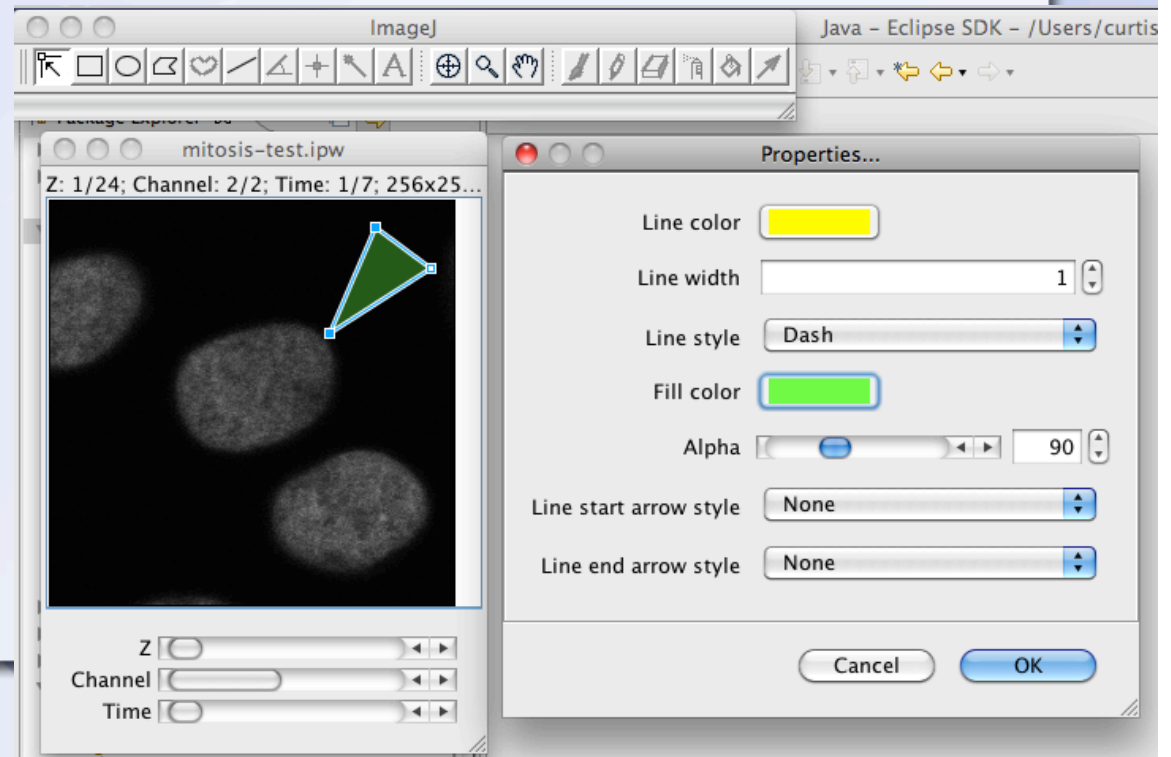 ImageJ
Java - Eclipse SDK - /Users/curtis
A
Package Explorer
mitosis-test.ipw
Z: 1/24; Channel: 2/2; Time: 1/7; 256x25...
Z
Channel
Time
Properties...
Line color
Line width 1
Line style Dash
Fill color
Alpha 90
Line start arrow style None
Line end arrow style None
Cancel OK